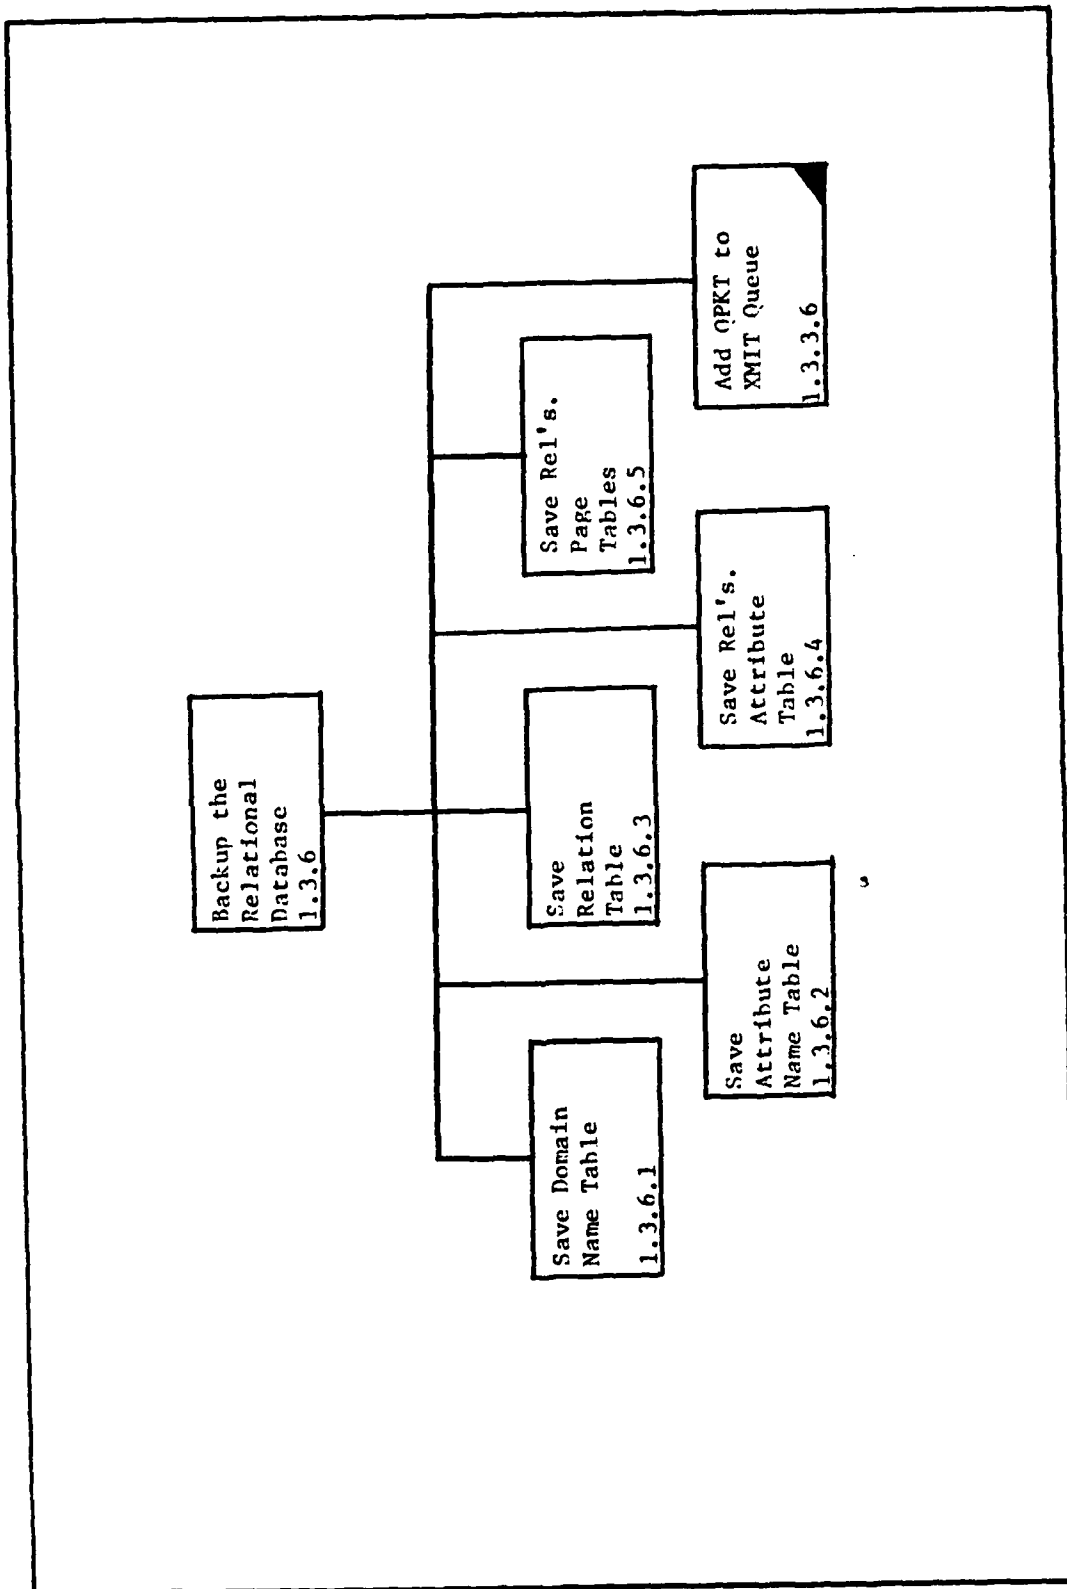 Backup the
Relational
Database
1.3.6
Save Domain
Name Table
1.3.6.1
Save
Attribute
Name Table
1.3.6.2
Save
Relation
Table
1.3.6.3
Save Rel's.
Attribute
Table
1.3.6.4
Save Rel's.
Page
Tables
1.3.6.5
Add QPKT to
XMIT Queue
1.3.3.6